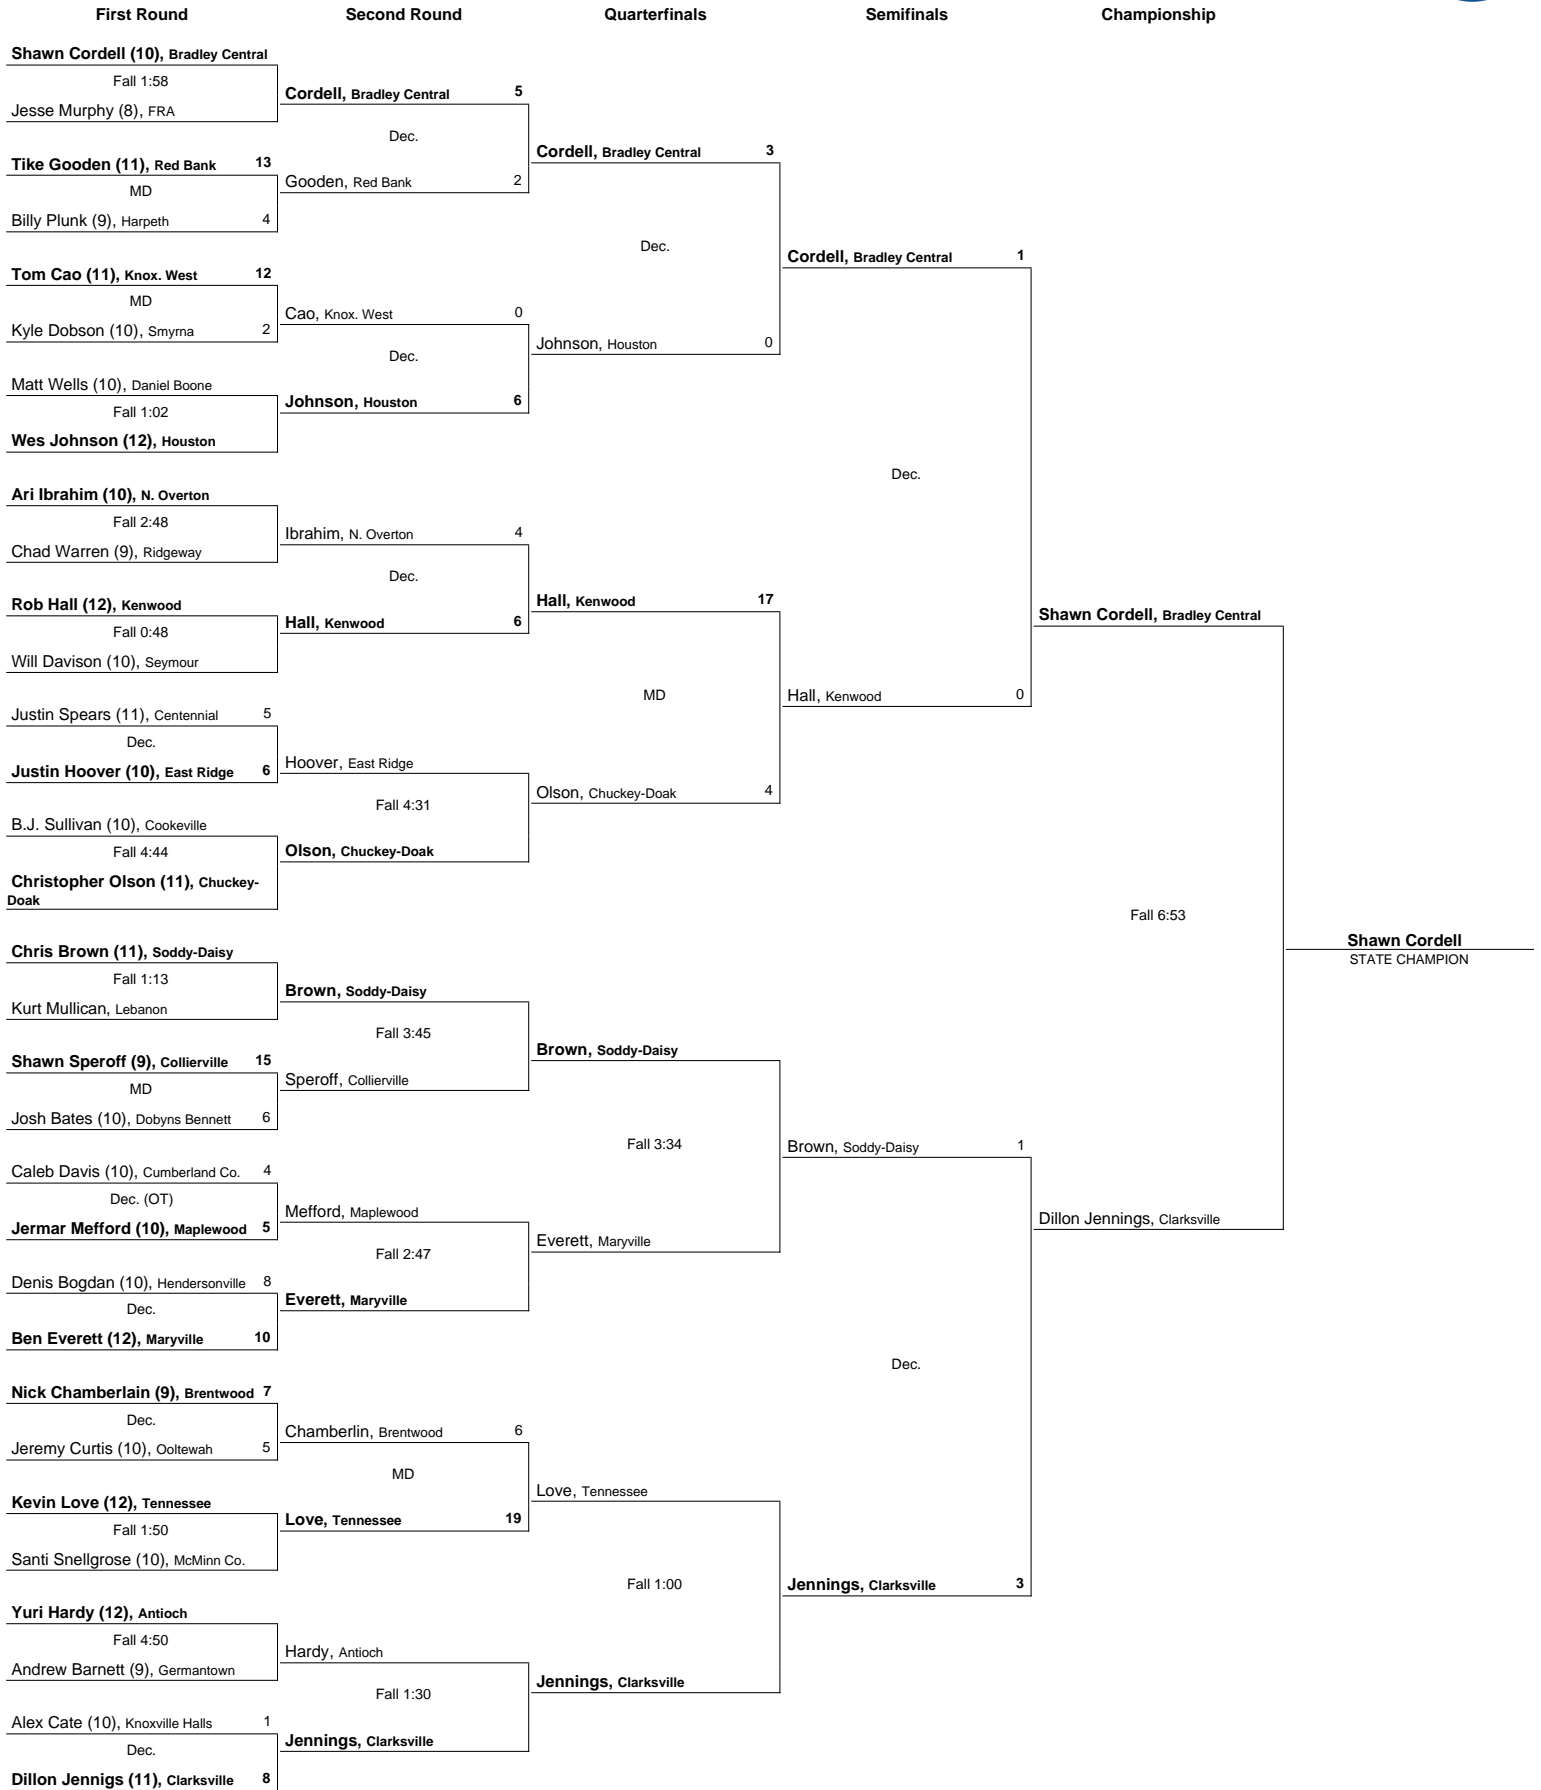 First Round Second Round Quarterfinals Semifinals Championship
Shawn Cordell (10), Bradley Central
Fall 1:58
Jesse Murphy (8), FRA
Tike Gooden (11), Red Bank 13
MD
Billy Plunk (9), Harpeth 4
Tom Cao (11), Knox. West 12
MD
Kyle Dobson (10), Smyrna 2
Matt Wells (10), Daniel Boone
Fall 1:02
Wes Johnson (12), Houston
Ari Ibrahim (10), N. Overton
Fall 2:48
Chad Warren (9), Ridgeway
Rob Hall (12), Kenwood
Fall 0:48
Will Davison (10), Seymour
Justin Spears (11), Centennial 5
Dec.
Justin Hoover (10), East Ridge 6
B.J. Sullivan (10), Cookeville
Fall 4:44
Christopher Olson (11), Chuckey-
Doak
Chris Brown (11), Soddy-Daisy
Fall 1:13
Kurt Mullican, Lebanon
Shawn Speroff (9), Collierville 15
MD
Josh Bates (10), Dobyns Bennett 6
Caleb Davis (10), Cumberland Co. 4
Dec. (OT)
Jermar Mefford (10), Maplewood 5
Denis Bogdan (10), Hendersonville 8
Dec.
Ben Everett (12), Maryville 10
Nick Chamberlain (9), Brentwood 7
Dec.
Jeremy Curtis (10), Ooltewah 5
Kevin Love (12), Tennessee
Fall 1:50
Santi Snellgrose (10), McMinn Co.
Yuri Hardy (12), Antioch
Fall 4:50
Andrew Barnett (9), Germantown
Alex Cate (10), Knoxville Halls 1
Dec.
Dillon Jennigs (11), Clarksville 8
Cordell, Bradley Central 5
Dec.
Gooden, Red Bank 2
Cao, Knox. West 0
Dec.
Johnson, Houston 6
Ibrahim, N. Overton 4
Dec.
Hall, Kenwood 6
Hoover, East Ridge
Fall 4:31
Olson, Chuckey-Doak
Brown, Soddy-Daisy
Fall 3:45
Speroff, Collierville
Mefford, Maplewood
Fall 2:47
Everett, Maryville
Chamberlin, Brentwood 6
MD
Love, Tennessee 19
Hardy, Antioch
Fall 1:30
Jennings, Clarksville
Cordell, Bradley Central 3
Dec.
Johnson, Houston 0
Hall, Kenwood 17
MD
Olson, Chuckey-Doak 4
Brown, Soddy-Daisy
Fall 3:34
Everett, Maryville
Love, Tennessee
Fall 1:00
Jennings, Clarksville
Cordell, Bradley Central 1
Dec.
Hall, Kenwood 0
Brown, Soddy-Daisy 1
Dec.
Jennings, Clarksville 3
Shawn Cordell, Bradley Central
Fall 6:53
Dillon Jennings, Clarksville
Shawn Cordell
STATE CHAMPION